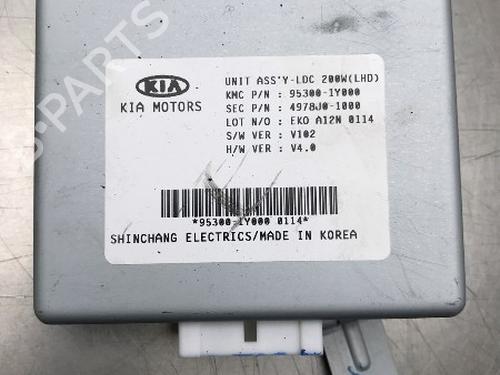 KIA
KIA MOTORS
UNIT ASS'Y-LDC 200W(LHD)
KMC P/N : 95300-1Y000
SEC P/N : 4978J0-1000
LOT N/O : EKO A12N 0114
S/W VER : V102
H/W VER : V4.0
*95300-1Y000 0114*
SHINCHANG ELECTRICS/MADE IN KOREA